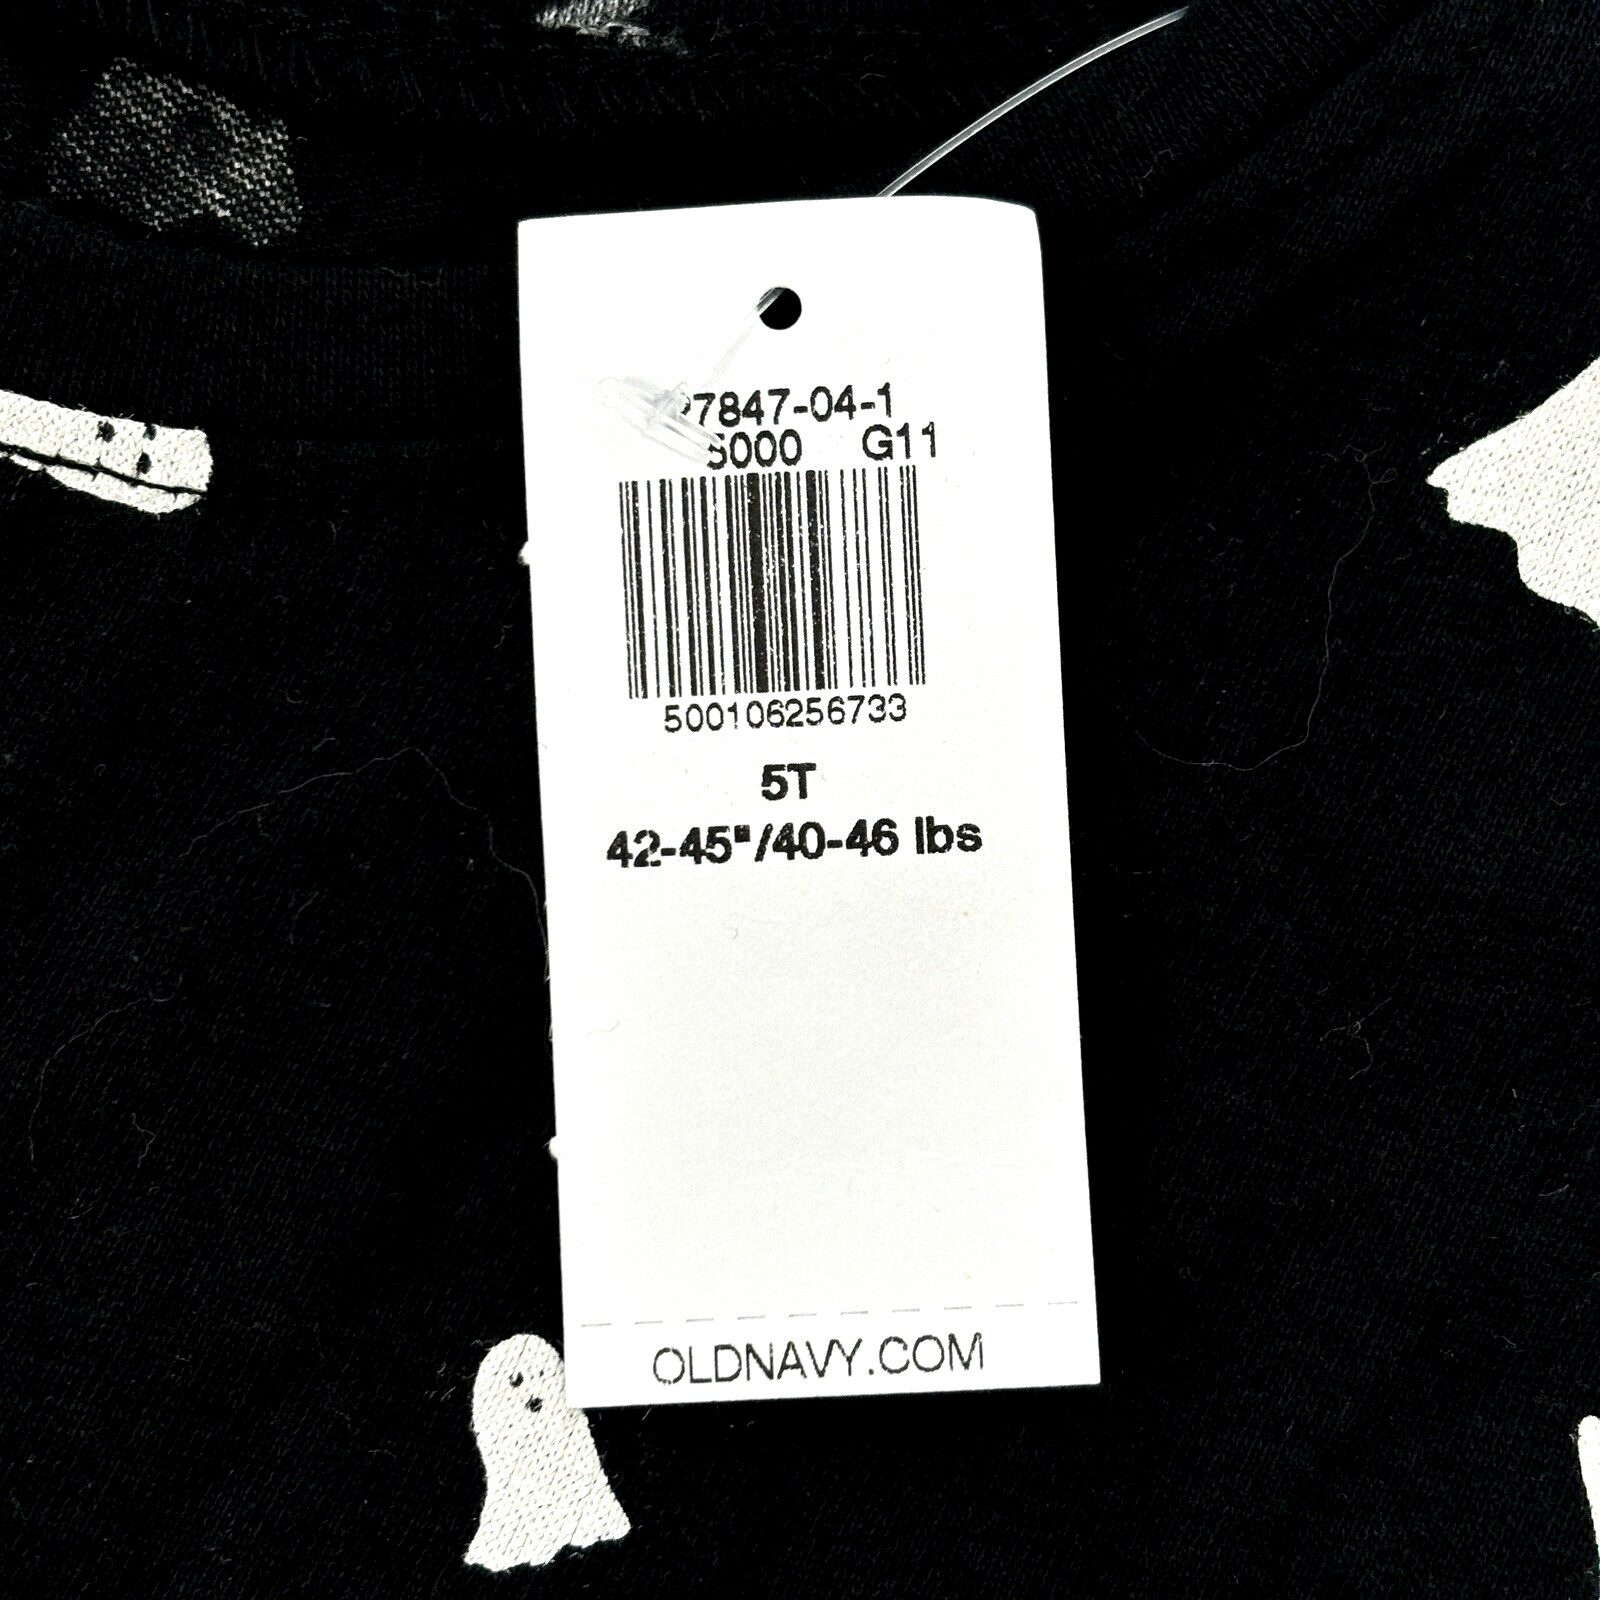 7847-04-1
5000 G11
500106256733
5T
42-45"/40-46 lbs
OLDNAVY.COM